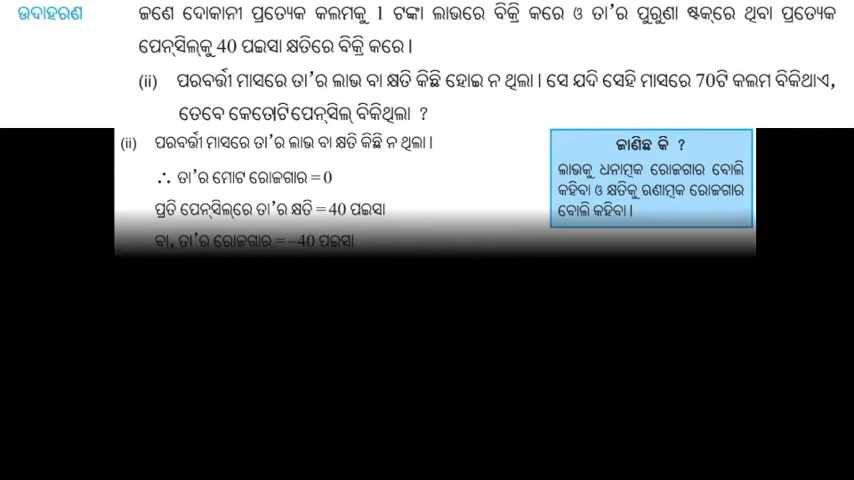 ଉଦାହରଣ ଜଣେ ଦୋକାନୀ ପ୍ରତ୍ୟେକ କଲମକୁ 1 ଟଙ୍କା ଲାଭରେ ବିକ୍ରି କରେ ଓ ତା'ର ପୁରୁଣା ଷ୍ଟକ୍‌ରେ ଥିବା ପ୍ରତ୍ୟେକ
ପେନ୍‌ସିଲ୍‌କୁ 40 ପଇସା କ୍ଷତିରେ ବିକ୍ରି କରେ।
(ii) ପରବର୍ତ୍ତୀ ମାସରେ ତା'ର ଲାଭ ବା କ୍ଷତି କିଛି ହୋଇ ନ ଥିଲା। ସେ ଯଦି ସେହି ମାସରେ 70ଟି କଲମ ବିକିଥାଏ,
ତେବେ କେତୋଟି ପେନ୍‌ସିଲ୍ ବିକିଥିଲା ?
(ii) ପରବର୍ତ୍ତୀ ମାସରେ ତା'ର ଲାଭ ବା କ୍ଷତି କିଛି ନ ଥିଲା।
∴ ତା'ର ମୋଟ ରୋଜଗାର = 0
ପ୍ରତି ପେନ୍‌ସିଲ୍‌ରେ ତା'ର କ୍ଷତି = 40 ପଇସା
ବା, ତା'ର ରୋଜଗାର = –40 ପଇସା
ଜାଣିଛ କି ?
ଲାଭକୁ ଧନାତ୍ମକ ରୋଜଗାର ବୋଲି
କହିବା ଓ କ୍ଷତିକୁ ଋଣାତ୍ମକ ରୋଜଗାର
ବୋଲି କହିବା।